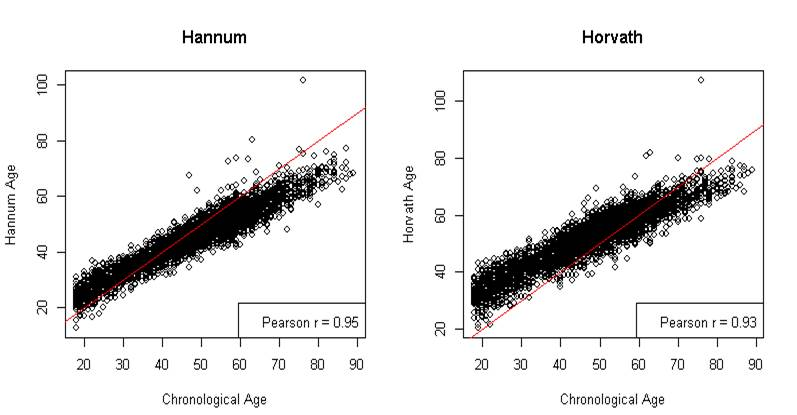 Hannum
Hannum Age
20
40
60
80
100
20 30 40 50 60 70 80 90
Chronological Age
Pearson r = 0.95
Horvath
Horvath Age
20
40
60
80
100
20 30 40 50 60 70 80 90
Chronological Age
Pearson r = 0.93